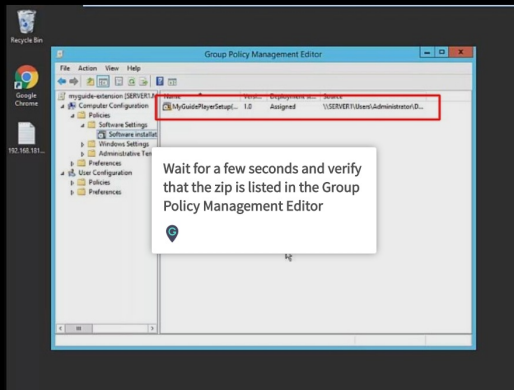 Recycle Bin
Google
Chrome
192.168.181...
Group Policy Management Editor
File Action View Help
myguide-extension [SERVER1.
Computer Configuration
Policies
Software Settings
Software installat
Windows Settings
Administrative Ten
Preferences
User Configuration
Policies
Preferences
Name Versi... Deployment s... Source
MyGuidePlayerSetup(... 1.0 Assigned \\SERVER1\Users\Administrator\D...
Wait for a few seconds and verify
that the zip is listed in the Group
Policy Management Editor